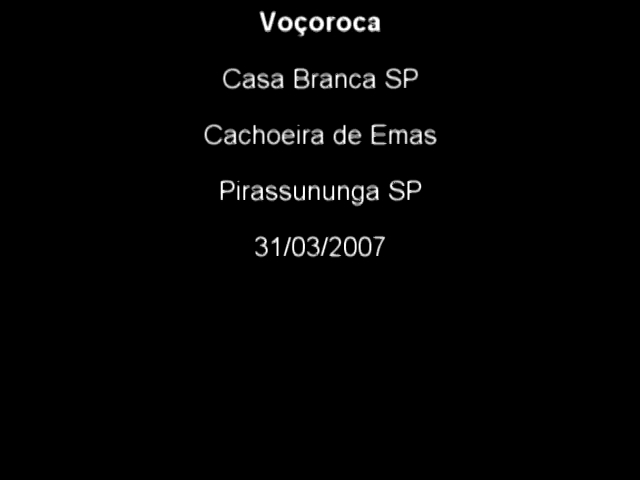 Voçoroca
Casa Branca SP
Cachoeira de Emas
Pirassununga SP
31/03/2007